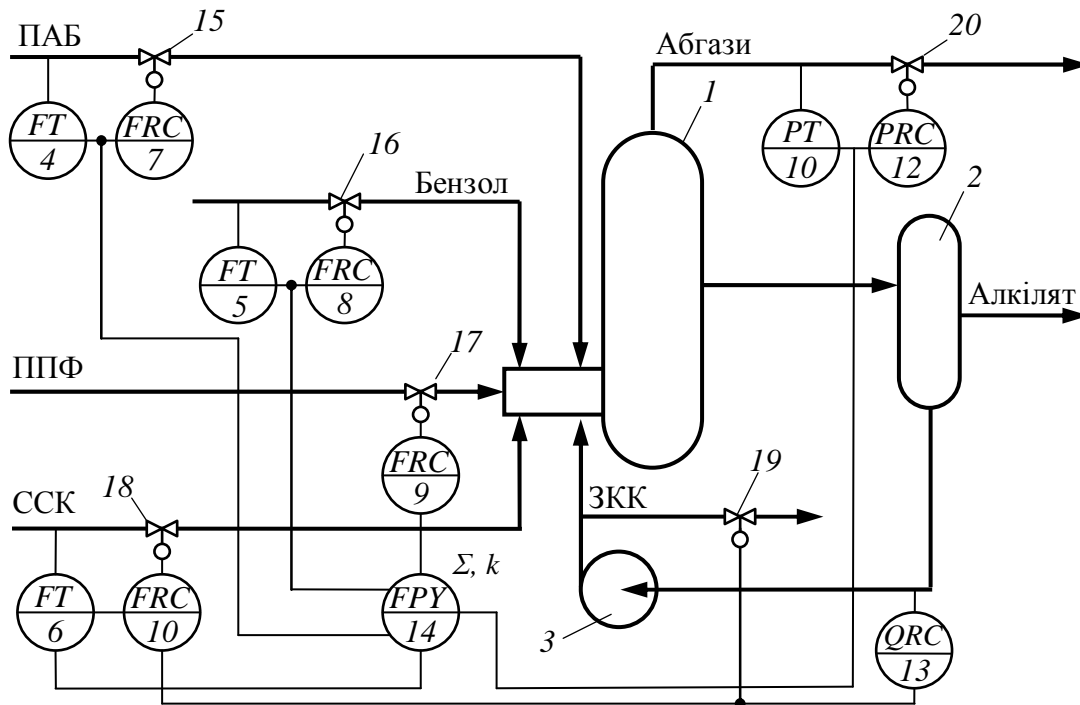 ПАБ
15
Абгази
20
1
FT
4
FRC
7
PT
10
PRC
12
16
Бензол
2
FT
5
FRC
8
Алкілят
ППФ
17
FRC
9
ССК
18
ЗКК
19
Σ, k
FT
6
FRC
10
FPY
14
3
QRC
13